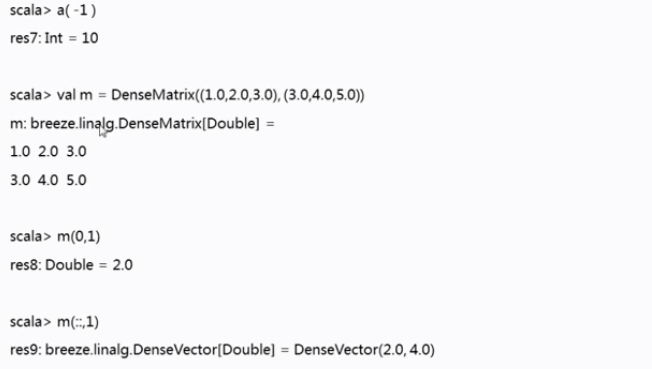 scala> a( -1 )
res7: Int = 10
scala> val m = DenseMatrix((1.0,2.0,3.0), (3.0,4.0,5.0))
m: breeze.linalg.DenseMatrix[Double] =
1.0 2.0 3.0
3.0 4.0 5.0
scala> m(0,1)
res8: Double = 2.0
scala> m(::,1)
res9: breeze.linalg.DenseVector[Double] = DenseVector(2.0, 4.0)